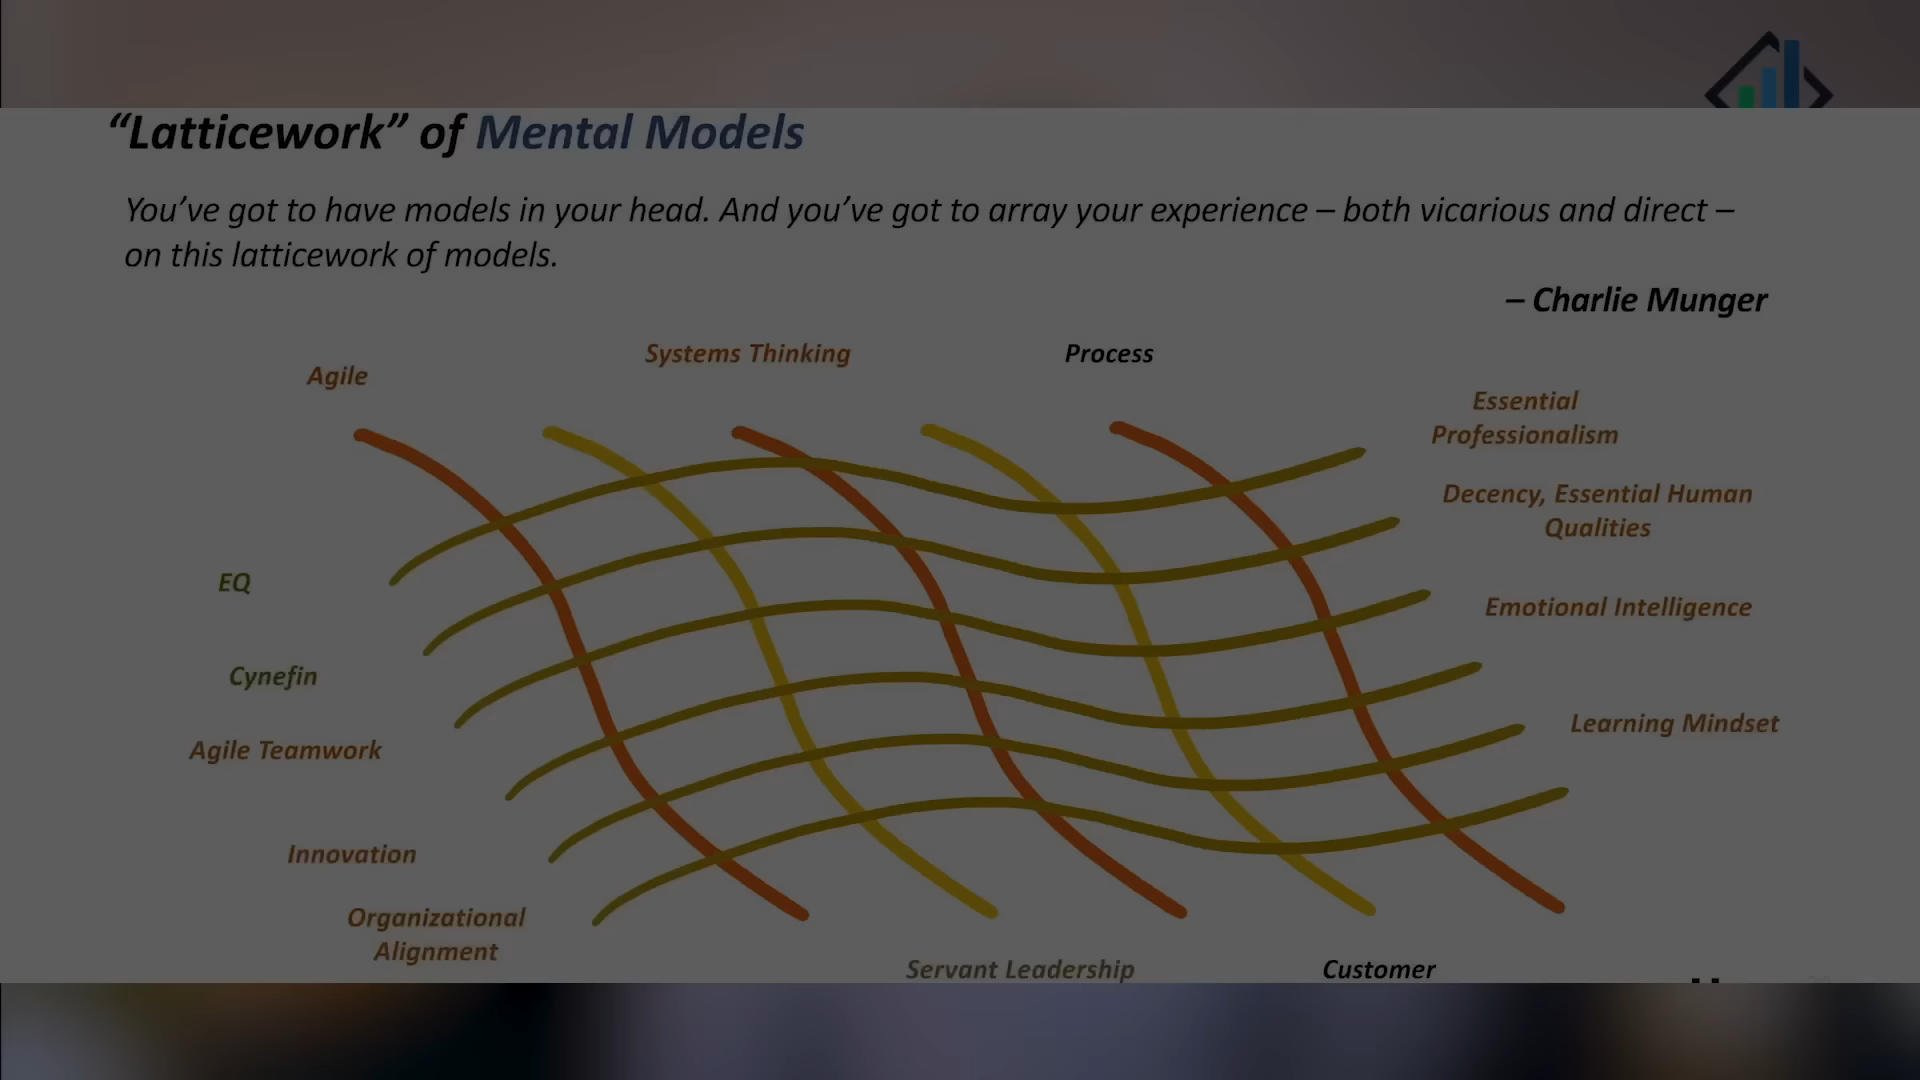 “Latticework” of Mental Models
You’ve got to have models in your head. And you’ve got to array your experience – both vicarious and direct –
on this latticework of models.
– Charlie Munger
Systems Thinking
Process
Agile
Essential
Professionalism
Decency, Essential Human
Qualities
EQ
Emotional Intelligence
Cynefin
Learning Mindset
Agile Teamwork
Innovation
Organizational
Alignment
Servant Leadership
Customer